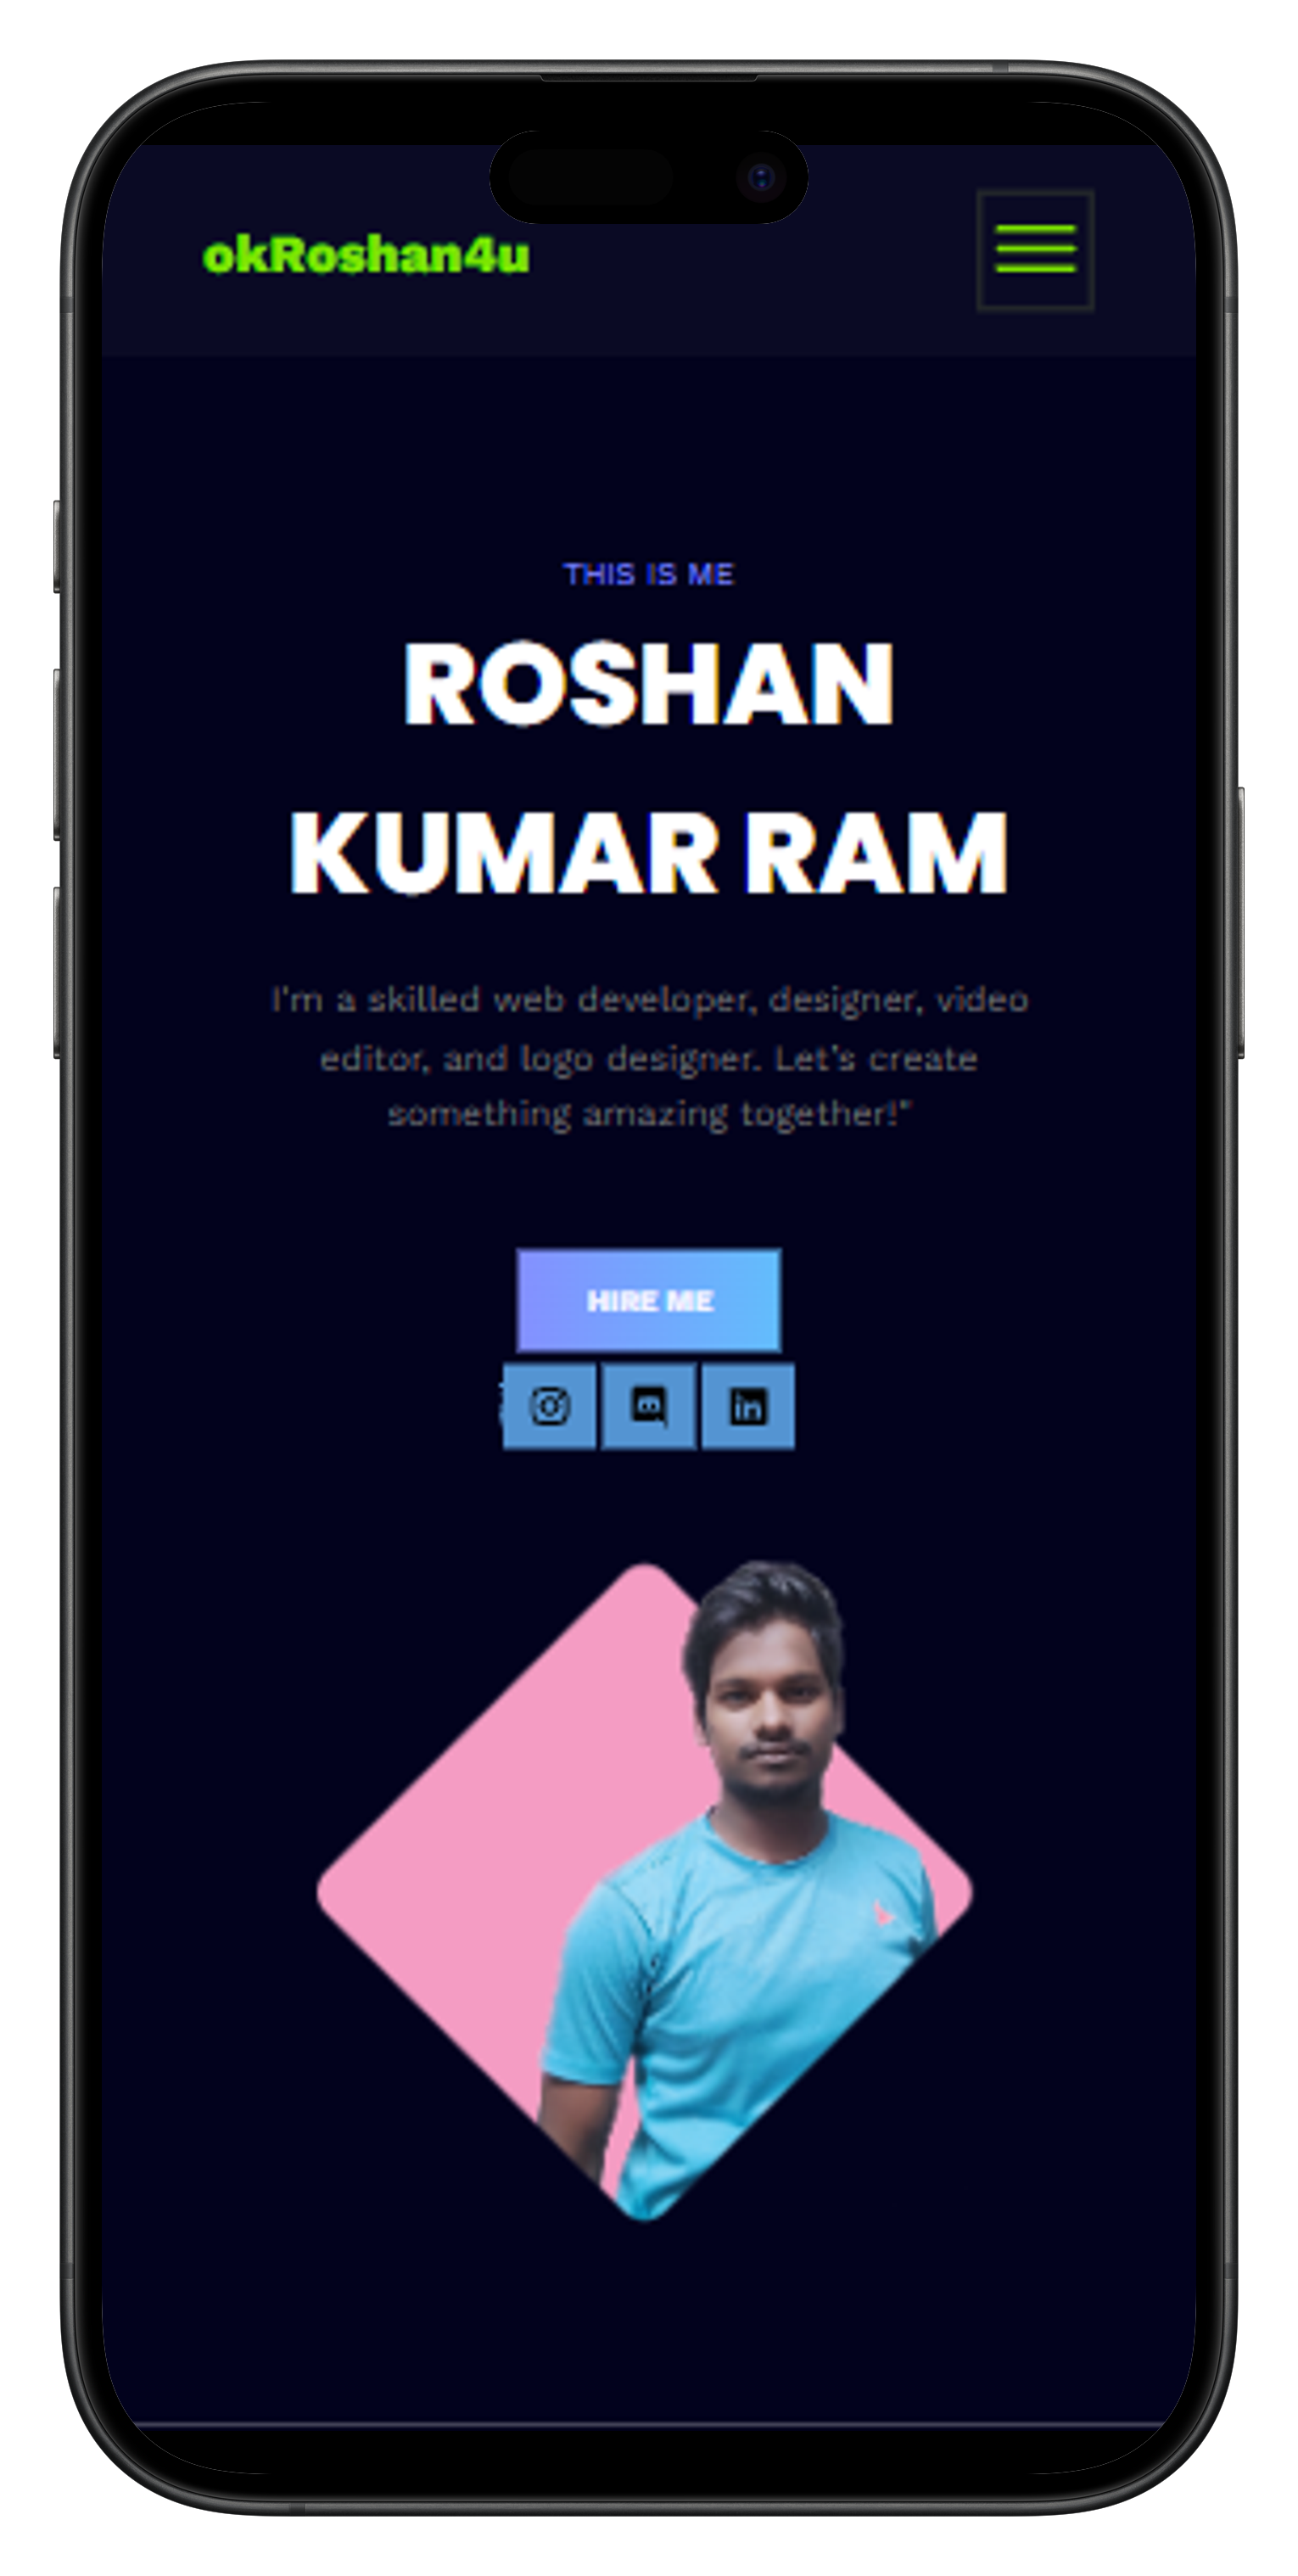 okRoshan4u
THIS IS ME
ROSHAN
KUMAR RAM
I'm a skilled web developer, designer, video
editor, and logo designer. Let's create
something amazing together!"
HIRE ME
in